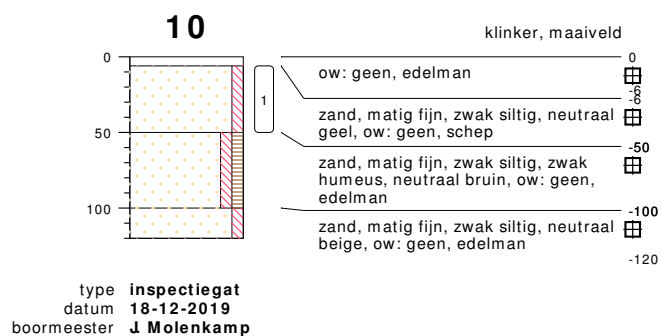 10
klinker, maaiveld
0
0
ow: geen, edelman
-6
-6
1
zand, matig fijn, zwak siltig, neutraal
geel, ow: geen, schep
50
-50
zand, matig fijn, zwak siltig, zwak
humeus, neutraal bruin, ow: geen,
edelman
100
-100
zand, matig fijn, zwak siltig, neutraal
beige, ow: geen, edelman
-120
type inspectiegat
datum 18-12-2019
boormeester J. Molenkamp